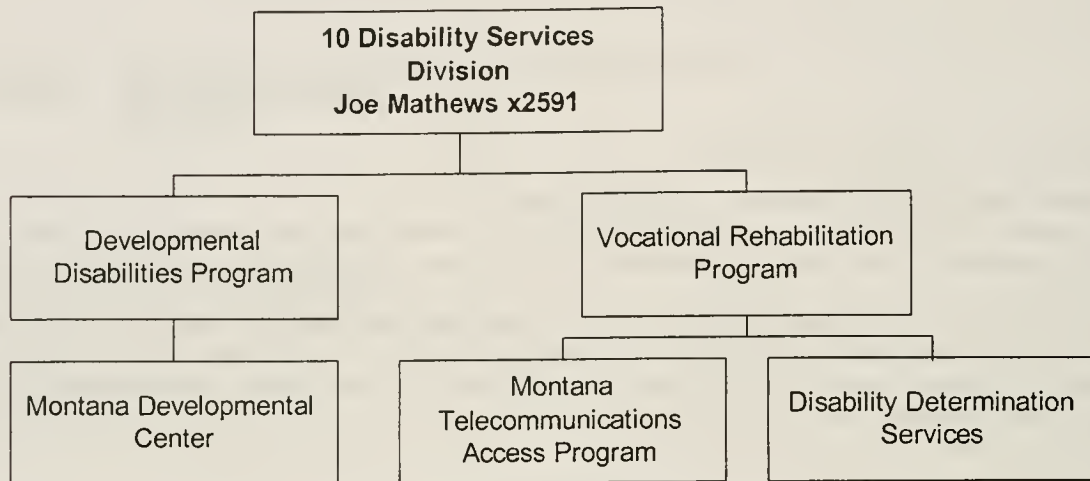 10 Disability Services
Division
Joe Mathews x2591
Developmental
Disabilities Program
Vocational Rehabilitation
Program
Montana Developmental
Center
Montana
Telecommunications
Access Program
Disability Determination
Services